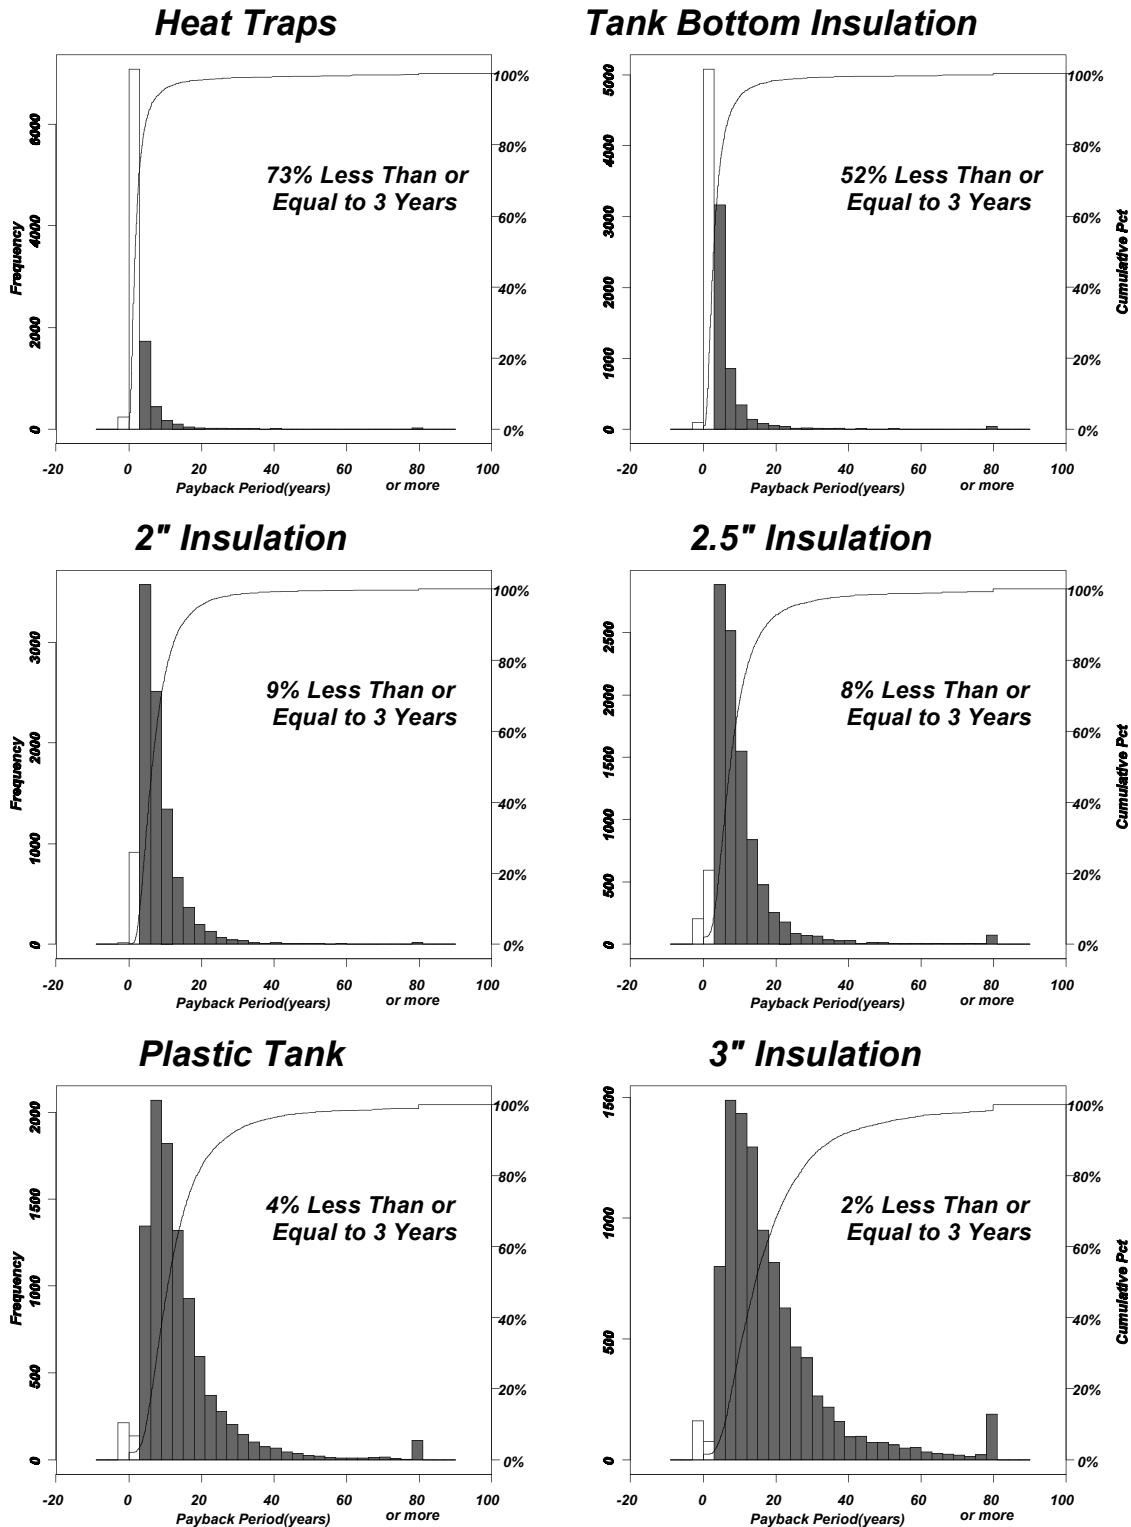 Heat Traps
Tank Bottom Insulation
Frequency
0
2000
4000
6000
73% Less Than or
Equal to 3 Years
100%
80%
60%
40%
20%
0%
-20 0 20 40 60 80 100
Payback Period(years)
or more
0
1000
2000
3000
4000
5000
52% Less Than or
Equal to 3 Years
100%
80%
60%
40%
20%
0%
Cumulative Pct
-20 0 20 40 60 80 100
Payback Period(years)
or more
2" Insulation
2.5" Insulation
Frequency
0
1000
2000
3000
9% Less Than or
Equal to 3 Years
100%
80%
60%
40%
20%
0%
-20 0 20 40 60 80 100
Payback Period(years)
or more
0
500
1000
1500
2000
2500
8% Less Than or
Equal to 3 Years
100%
80%
60%
40%
20%
0%
Cumulative Pct
-20 0 20 40 60 80 100
Payback Period(years)
or more
Plastic Tank
3" Insulation
Frequency
0
500
1000
1500
2000
4% Less Than or
Equal to 3 Years
100%
80%
60%
40%
20%
0%
-20 0 20 40 60 80 100
Payback Period(years)
or more
0
500
1000
1500
2% Less Than or
Equal to 3 Years
100%
80%
60%
40%
20%
0%
Cumulative Pct
-20 0 20 40 60 80 100
Payback Period(years)
or more